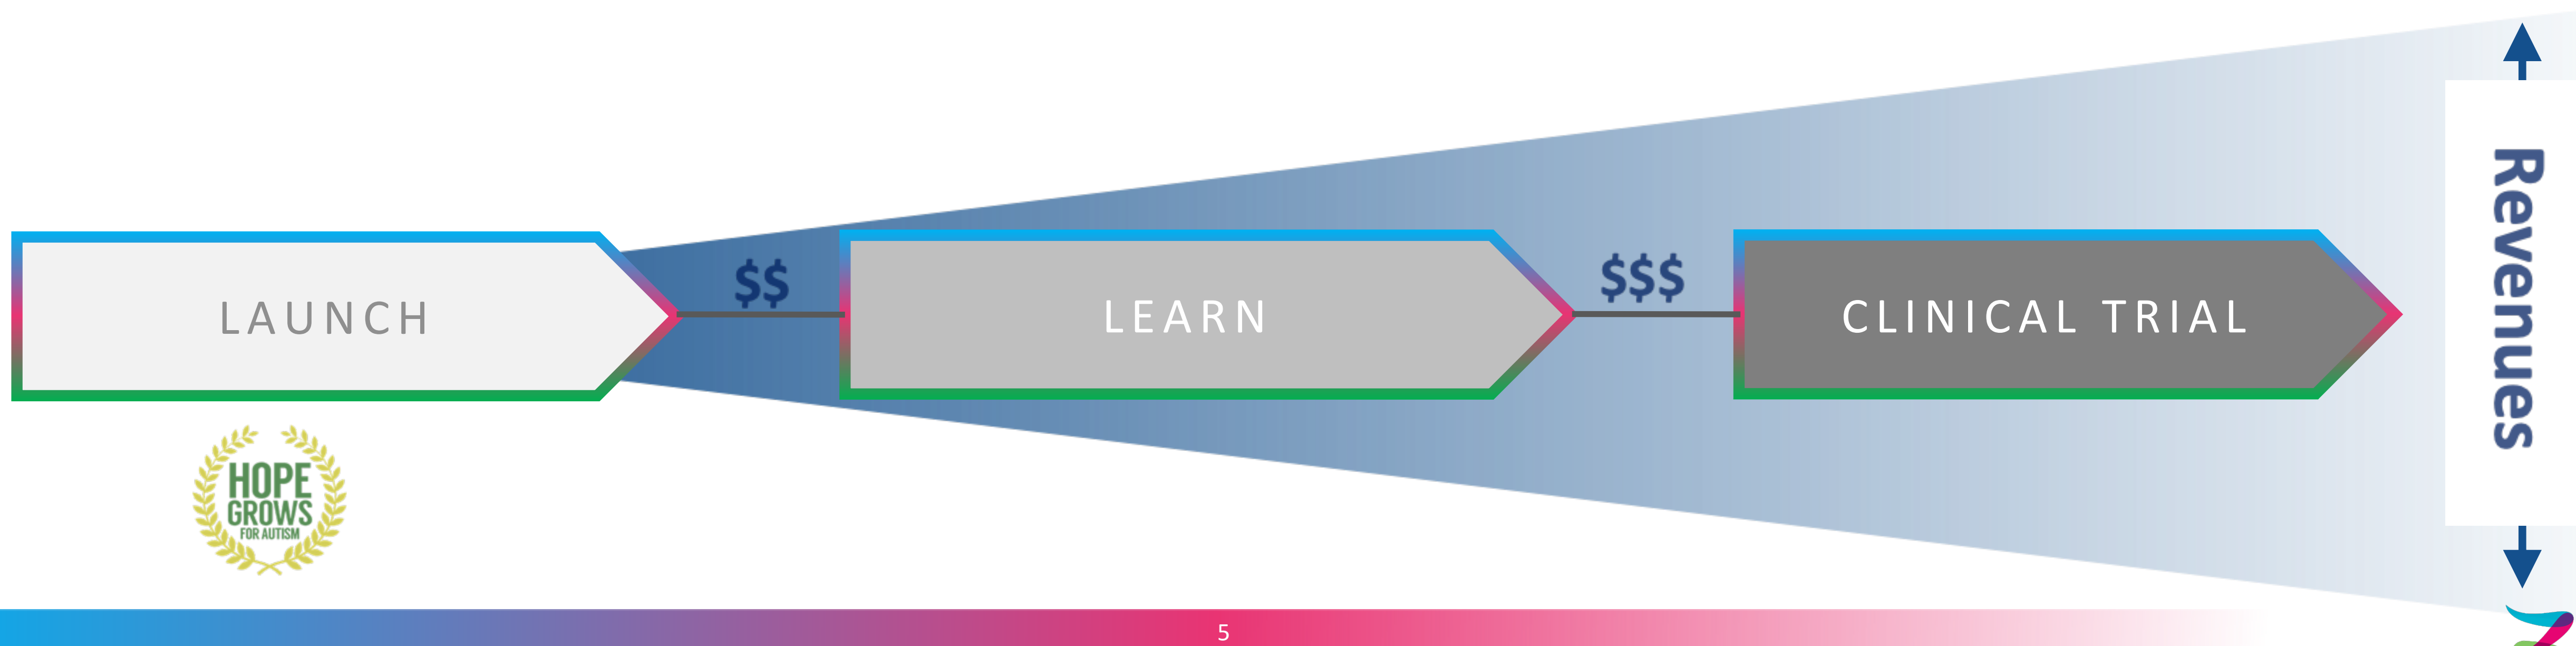 LAUNCH
$$
LEARN
$$$
CLINICAL TRIAL
Revenues
HOPE
GROWS
FOR AUTISM
5